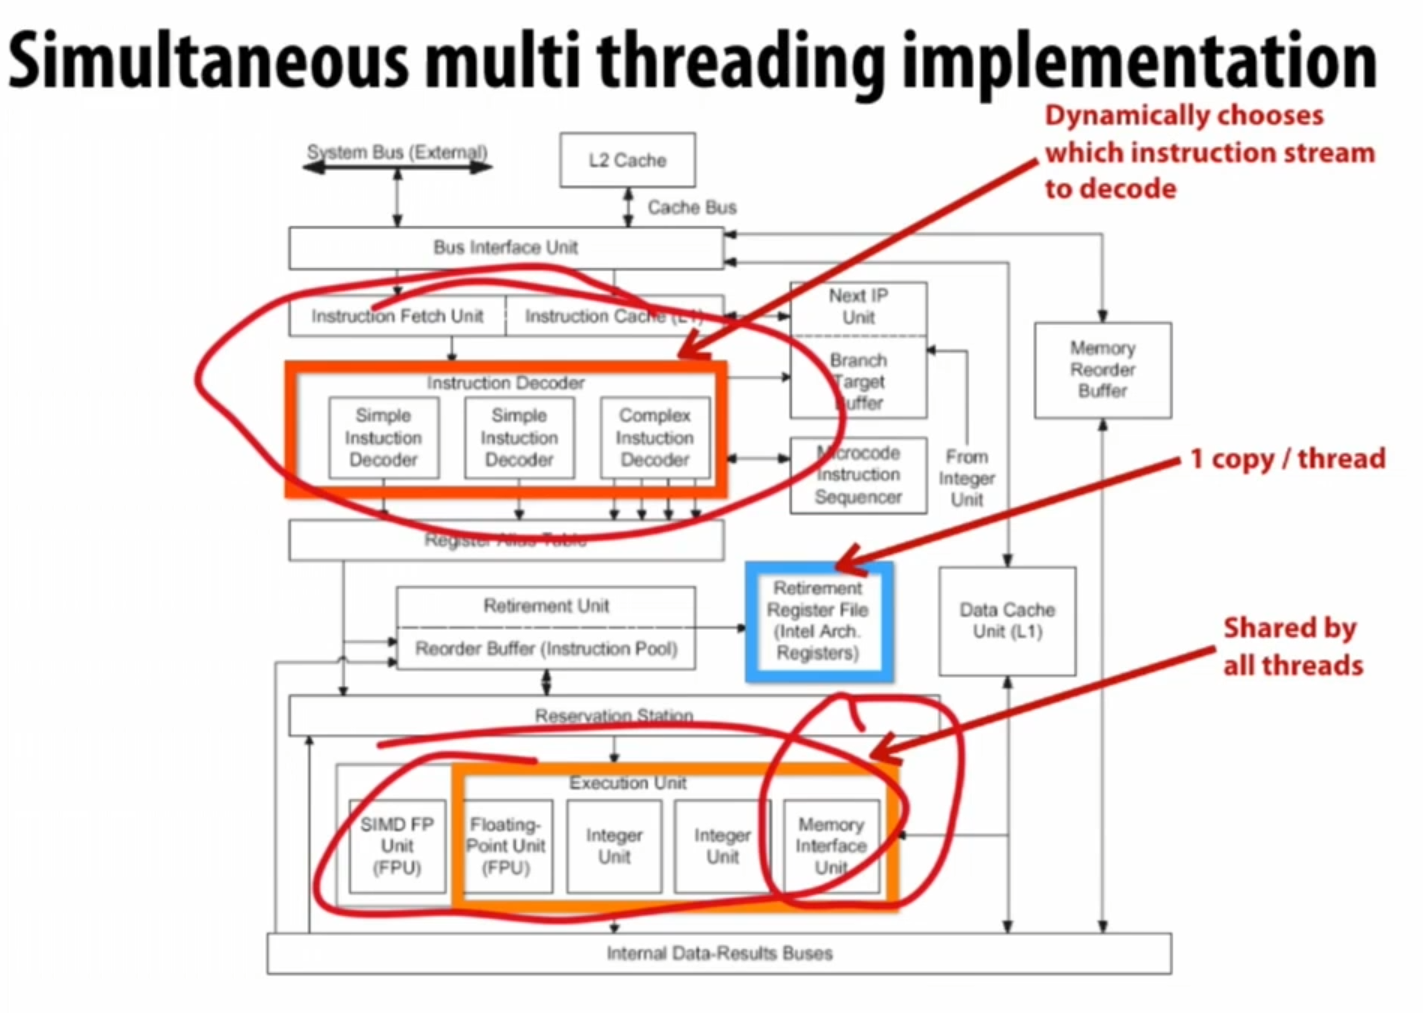 Simultaneous multi threading implementation
Dynamically chooses
which instruction stream
to decode
System Bus (External)
L2 Cache
Cache Bus
Bus Interface Unit
Instruction Fetch Unit
Instruction Cache (L1)
Next IP
Unit
Branch
Target
Buffer
Memory
Reorder
Buffer
Instruction Decoder
Simple
Instuction
Decoder
Simple
Instuction
Decoder
Complex
Instuction
Decoder
Microcode
Instruction
Sequencer
From
Integer
Unit
1 copy / thread
Register Alias Table
Retirement Unit
Reorder Buffer (Instruction Pool)
Retirement
Register File
(Intel Arch.
Registers)
Data Cache
Unit (L1)
Shared by
all threads
Reservation Station
Execution Unit
SIMD FP
Unit
(FPU)
Floating-
Point Unit
(FPU)
Integer
Unit
Integer
Unit
Memory
Interface
Unit
Internal Data-Results Buses